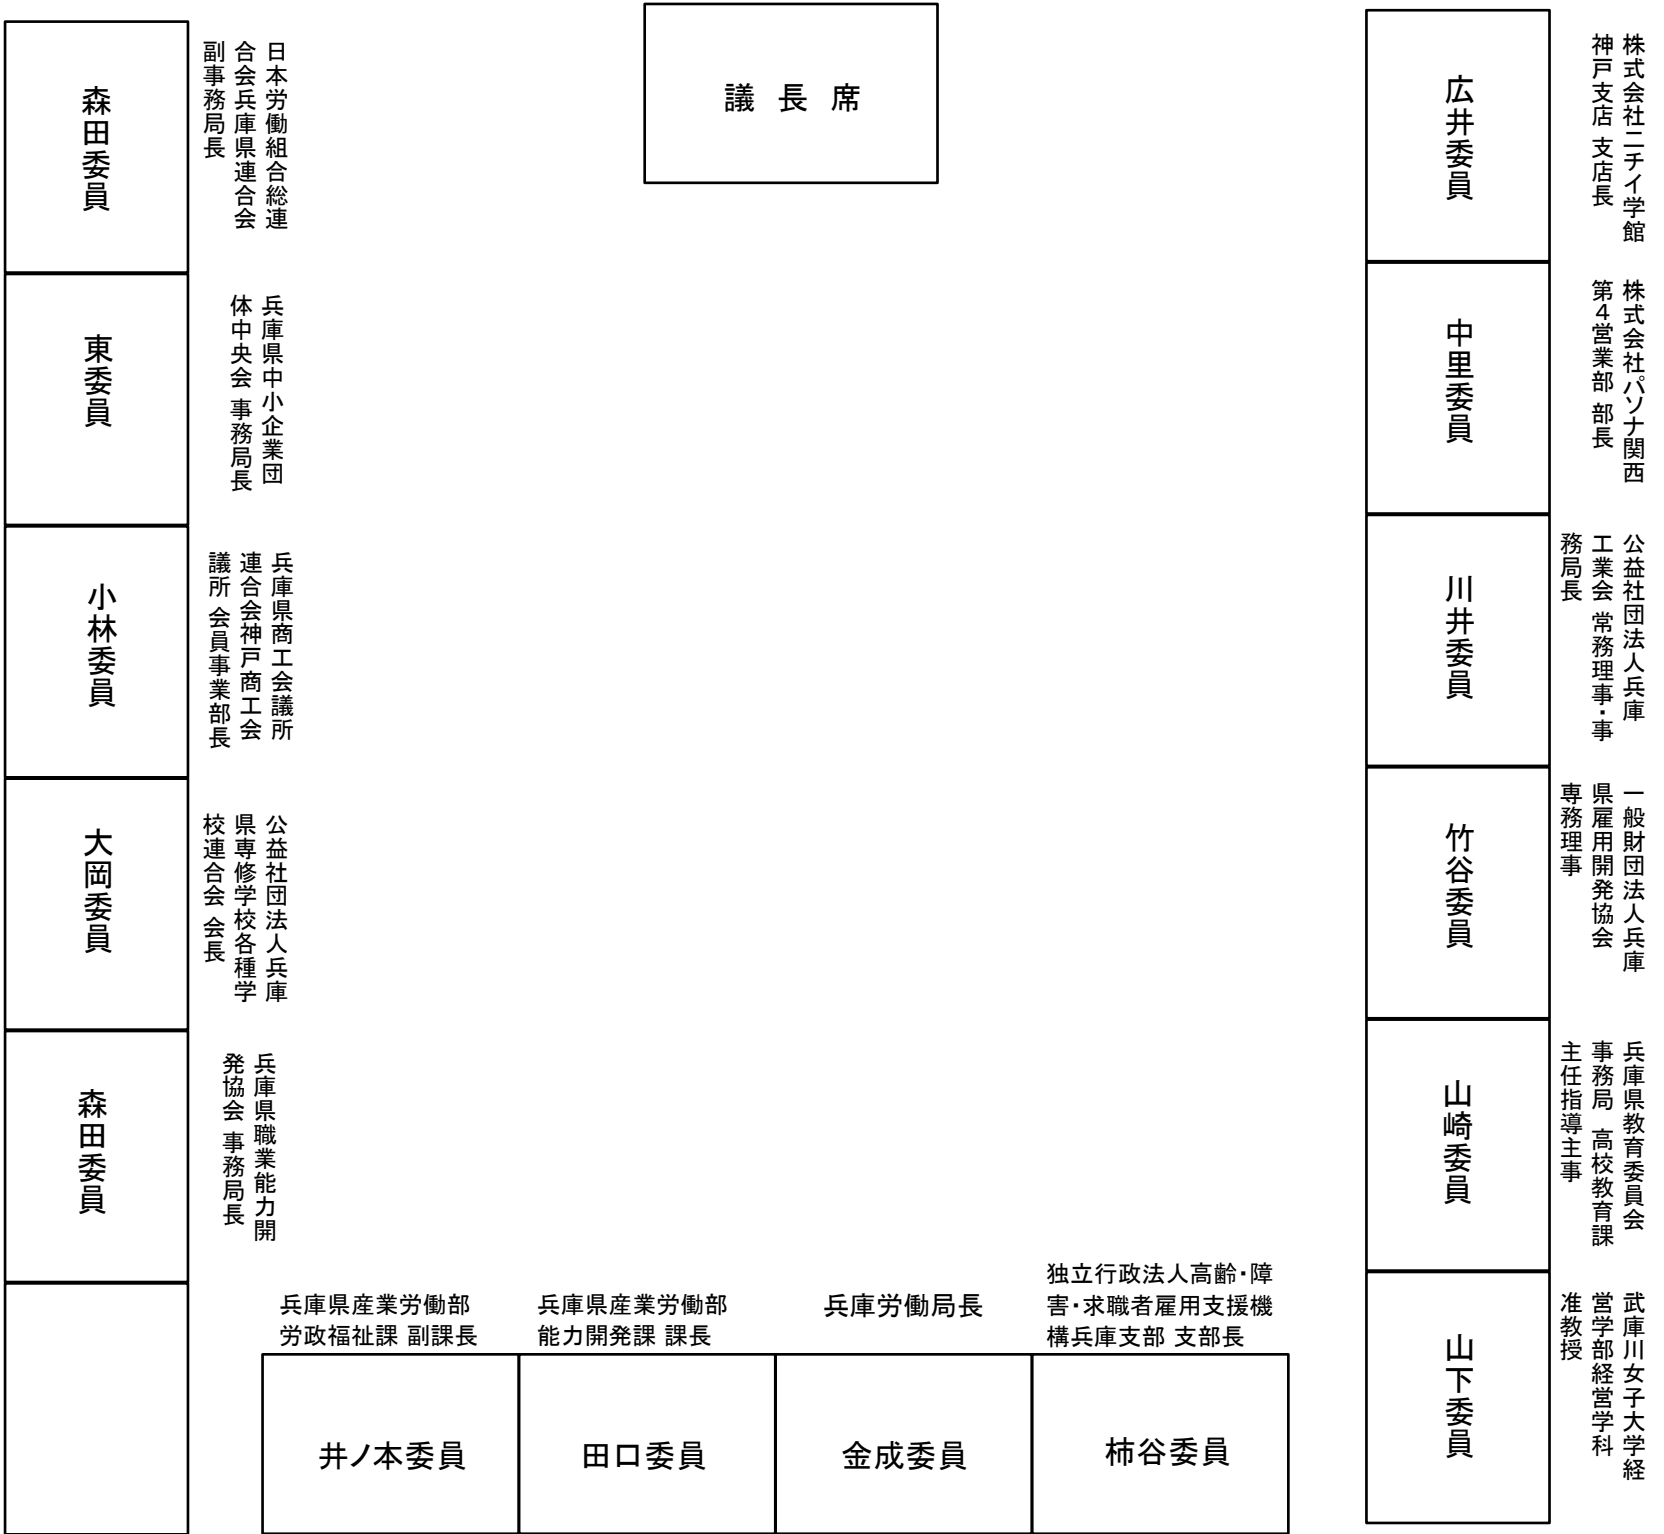 議長席
森田委員
日本労働組合総連
合会兵庫県連合会
副事務局長
東委員
兵庫県中小企業団
体中央会 事務局長
小林委員
兵庫県商工会議所
連合会神戸商工会
議所 会員事業部長
大岡委員
公益社団法人兵庫
県専修学校各種学
校連合会 会長
森田委員
兵庫県職業能力開
発協会 事務局長
広井委員
株式会社ニチイ学館
神戸支店 支店長
中里委員
株式会社パソナ関西
第4営業部 部長
川井委員
公益社団法人兵庫
工業会 常務理事・事
務局長
竹谷委員
一般財団法人兵庫
県雇用開発協会
専務理事
山崎委員
兵庫県教育委員会
事務局 高校教育課
主任指導主事
山下委員
武庫川女子大学経
営学部経営学科
准教授
兵庫県産業労働部
労政福祉課 副課長
井ノ本委員
兵庫県産業労働部
能力開発課 課長
田口委員
兵庫労働局長
金成委員
独立行政法人高齢・障
害・求職者雇用支援機
構兵庫支部 支部長
柿谷委員